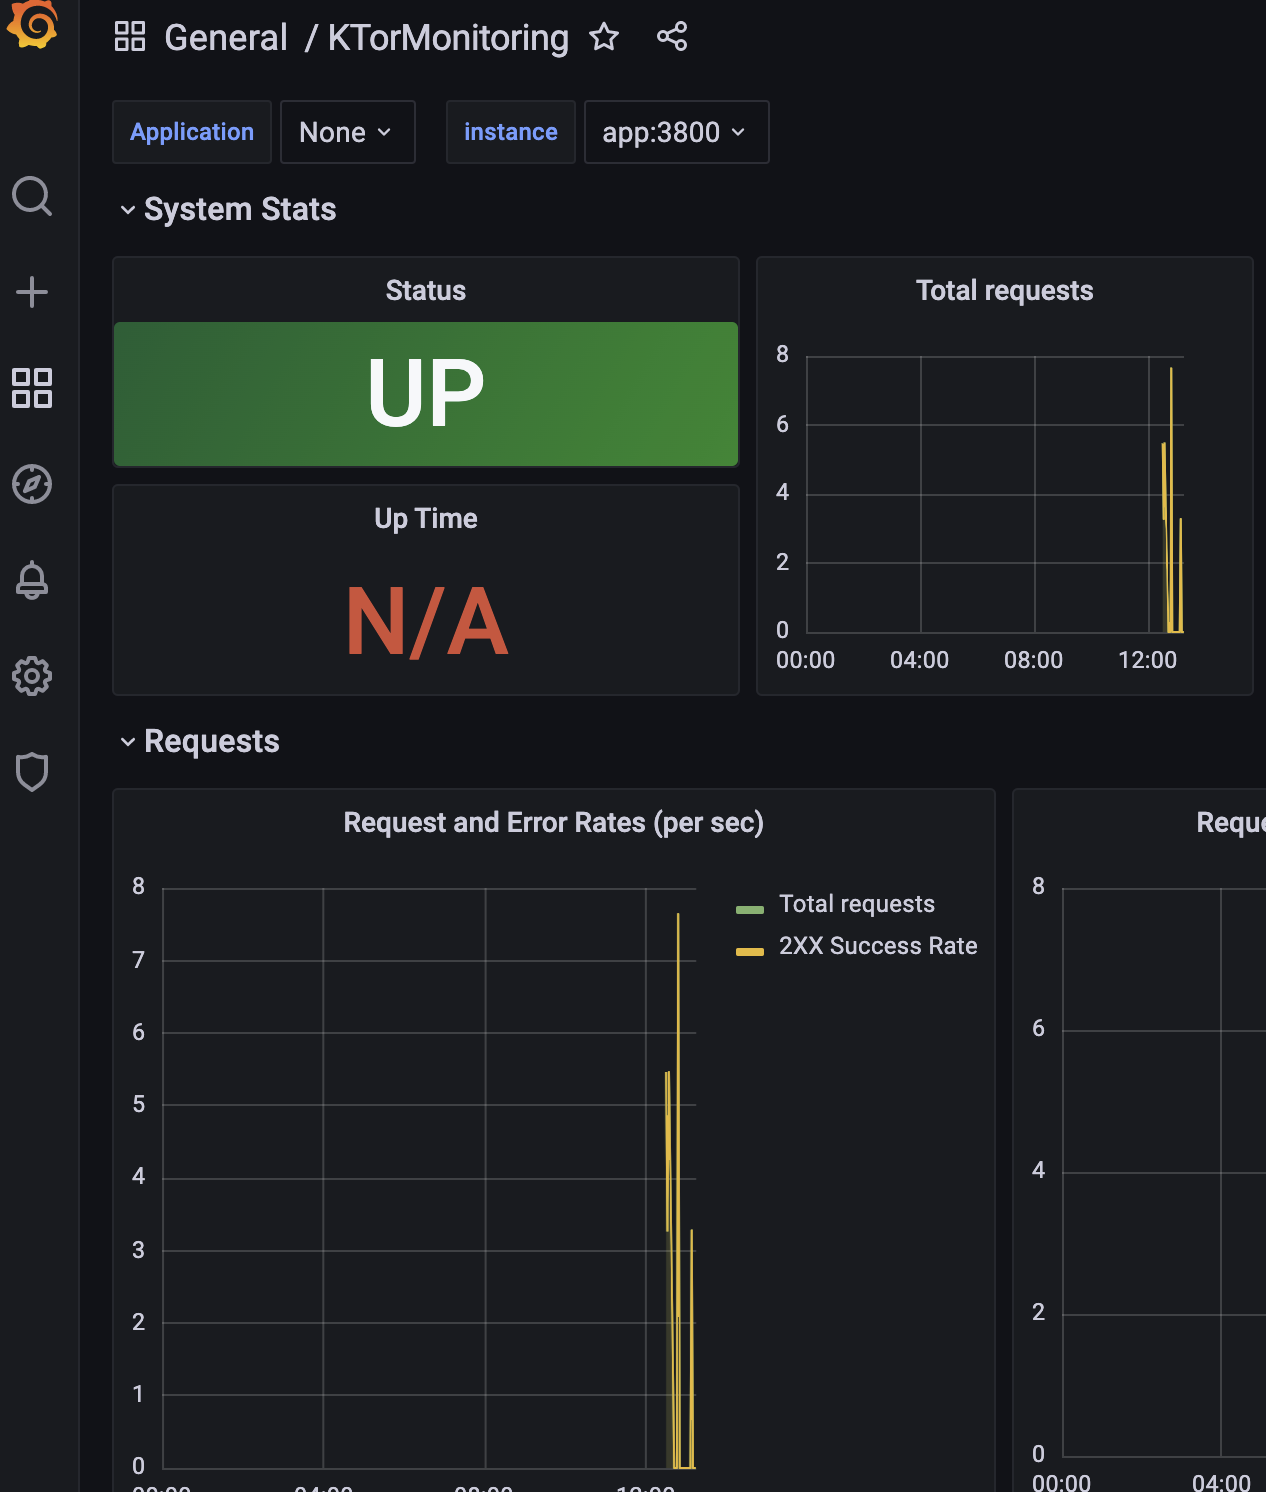 General / KTorMonitoring
Application None instance app:3800
System Stats
Status
UP
Up Time
N/A
Total requests
8
6
4
2
0
00:00 04:00 08:00 12:00
Requests
Request and Error Rates (per sec)
8
7
6
5
4
3
2
1
0
Total requests
2XX Success Rate
8
6
4
2
0
00:00 04:00